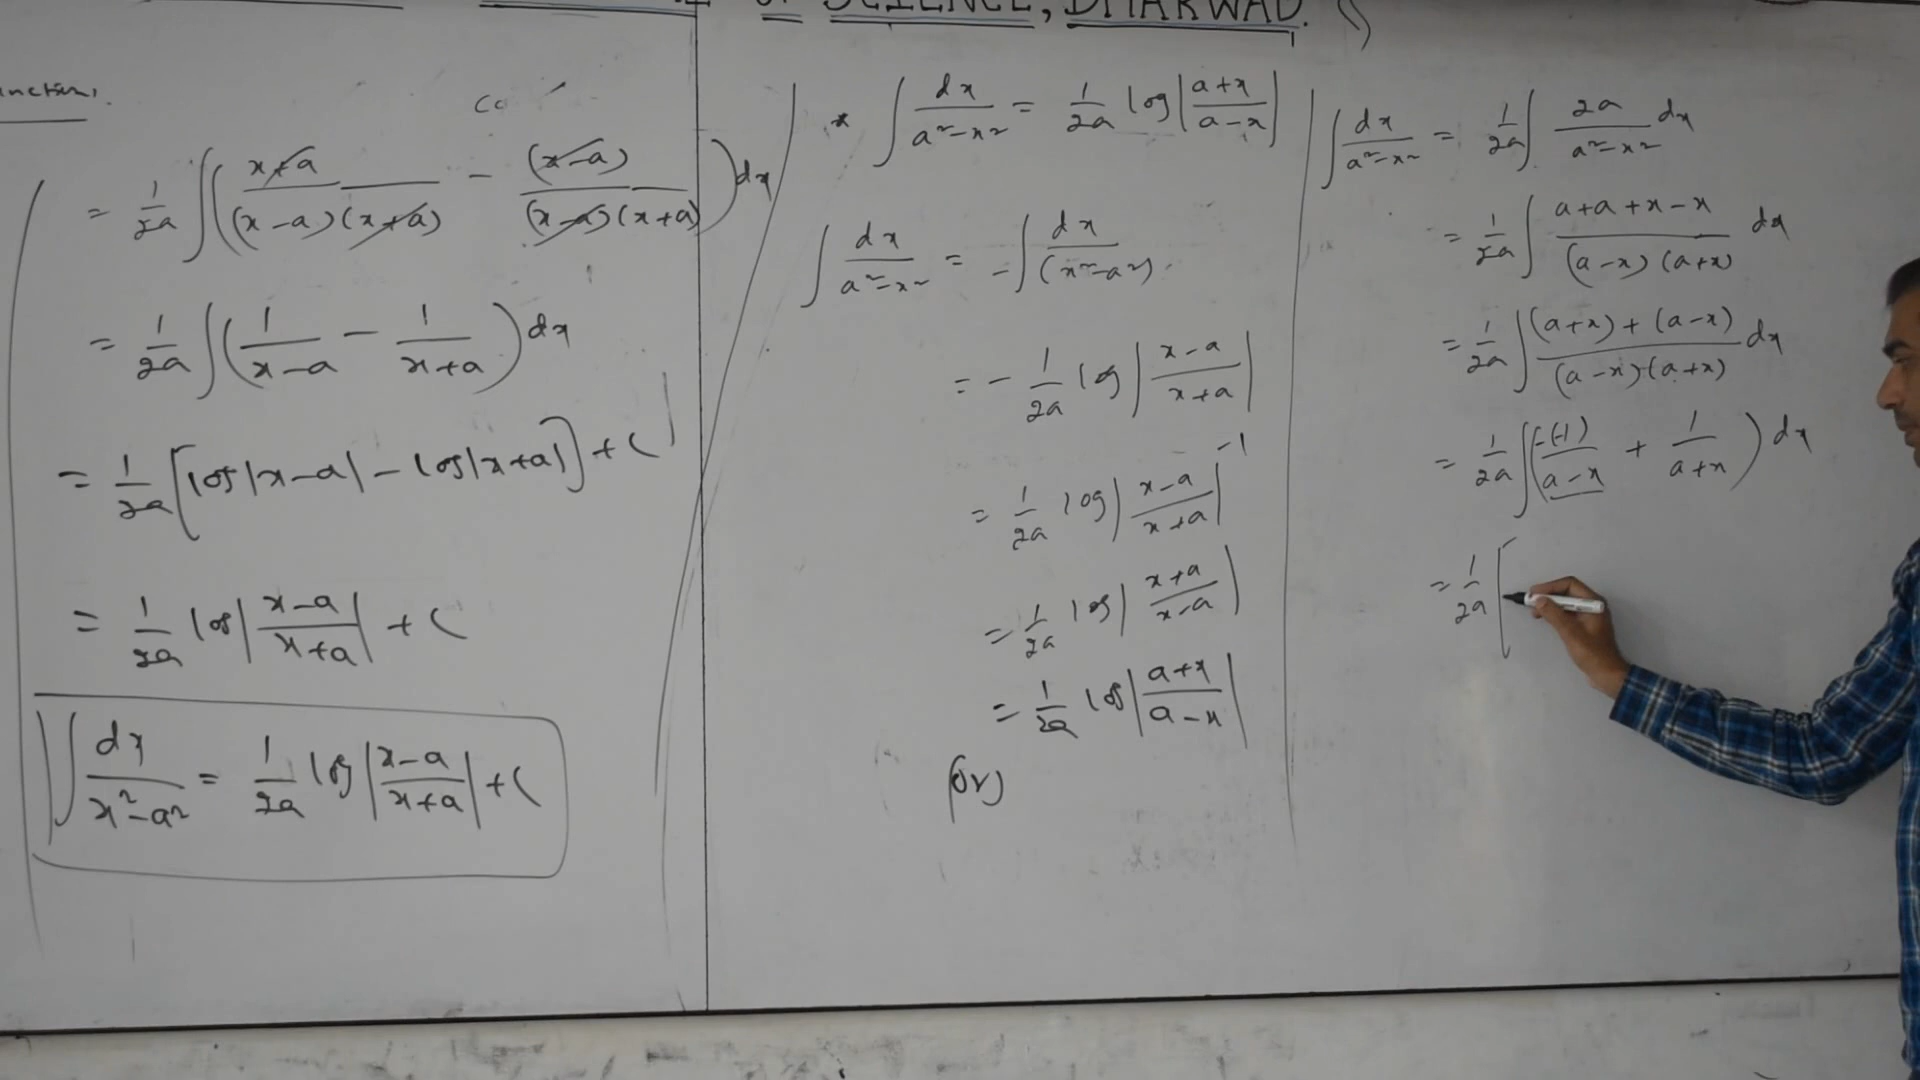 SCIENCE, DHARWAD.
= 1/2a ∫( x+a/(x-a)(x+a) - (x-a)/(x-a)(x+a) )dx
= 1/2a ∫( 1/x-a - 1/x+a )dx
= 1/2a [log|x-a| - log|x+a|] + C
= 1/2a log|x-a/x+a| + C
∫ dx/x²-a² = 1/2a log|x-a/x+a| + C
* ∫ dx/a²-x² = 1/2a log|a+x/a-x|
∫ dx/a²-x² = -∫ dx/(x²-a²)
= - 1/2a log|x-a/x+a|
= 1/2a log|x-a/x+a|⁻¹
= 1/2a log|x+a/x-a|
= 1/2a log|a+x/a-x|
(or)
∫ dx/a²-x² = 1/2a ∫ 2a/a²-x² dx
= 1/2a ∫ a+a+x-x/(a-x)(a+x) dx
= 1/2a ∫ (a+x)+(a-x)/(a-x)(a+x) dx
= 1/2a ∫( -(-1)/a-x + 1/a+x ) dx
= 1/2a [